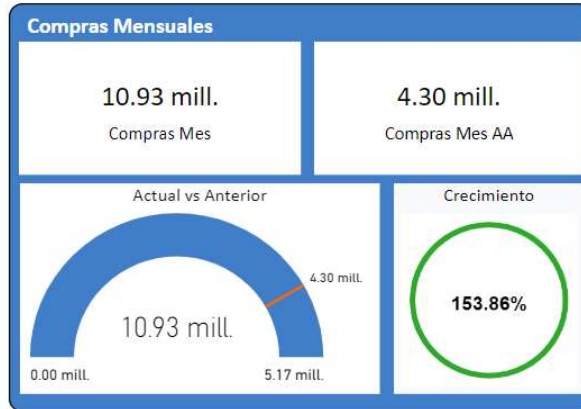 Compras Mensuales
10.93 mill.
Compras Mes
4.30 mill.
Compras Mes AA
Actual vs Anterior
4.30 mill.
10.93 mill.
0.00 mill.
5.17 mill.
Crecimiento
153.86%